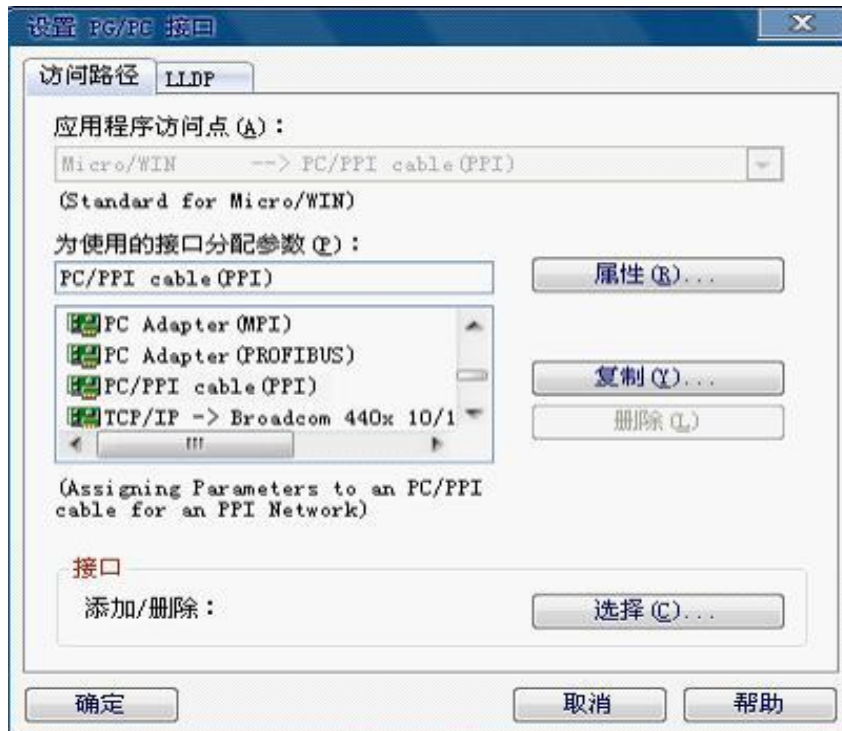 设置 PG/PC 接口
访问路径
LLDP
应用程序访问点(A):
Micro/WIN --> PC/PPI cable(PPI)
(Standard for Micro/WIN)
为使用的接口分配参数(P):
PC/PPI cable(PPI)
属性(R)...
PC Adapter(MPI)
PC Adapter(PROFIBUS)
PC/PPI cable(PPI)
TCP/IP -> Broadcom 440x 10/1
复制(Y)...
删除(L)
(Assigning Parameters to an PC/PPI
cable for an PPI Network)
接口
添加/删除:
选择(C)...
确定
取消
帮助